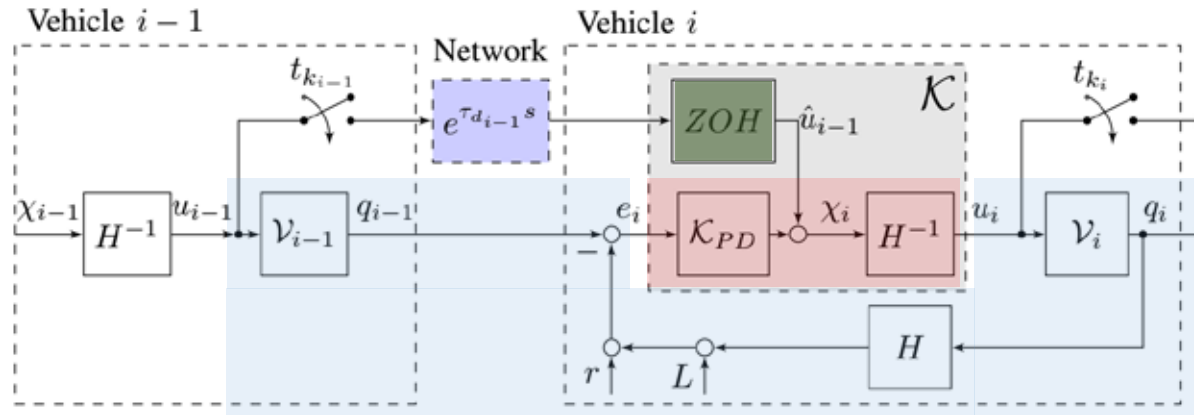 Vehicle i − 1
Vehicle i
Network
t_{k_{i−1}}
e^{τ_{d_{i−1}} s}
ZOH
û_{i−1}
𝒦
t_{k_i}
χ_{i−1}
H^{−1}
u_{i−1}
𝒱_{i−1}
q_{i−1}
−
e_i
𝒦_{PD}
χ_i
H^{−1}
u_i
𝒱_i
q_i
r
L
H